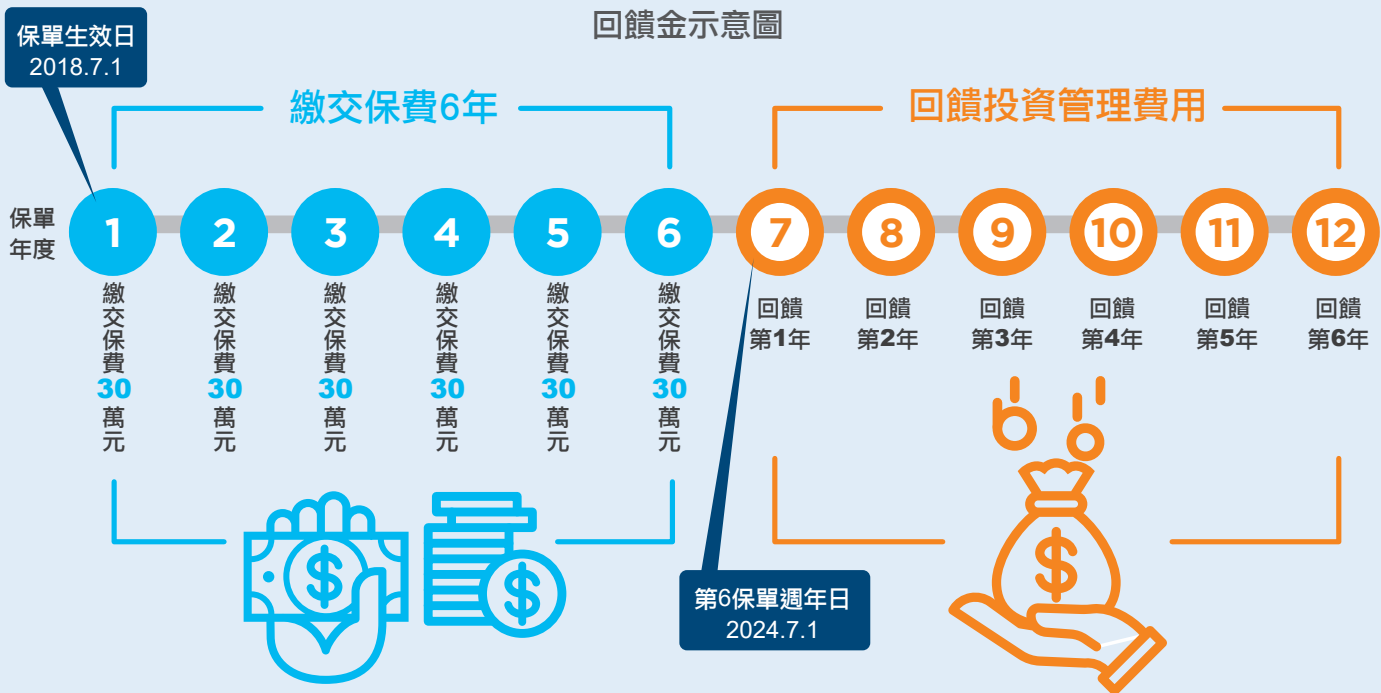 回饋金示意圖
保單生效日
2018.7.1
繳交保費6年
回饋投資管理費用
保單
年度
1
2
3
4
5
6
7
8
9
10
11
12
繳交保費30萬元
繳交保費30萬元
繳交保費30萬元
繳交保費30萬元
繳交保費30萬元
繳交保費30萬元
回饋
第1年
回饋
第2年
回饋
第3年
回饋
第4年
回饋
第5年
回饋
第6年
$
$
$
第6保單週年日
2024.7.1